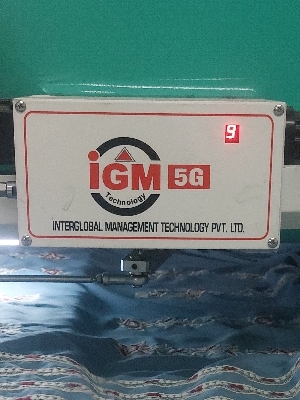 9
iGM 5G
Technology
INTERGLOBAL MANAGEMENT TECHNOLOGY PVT. LTD.